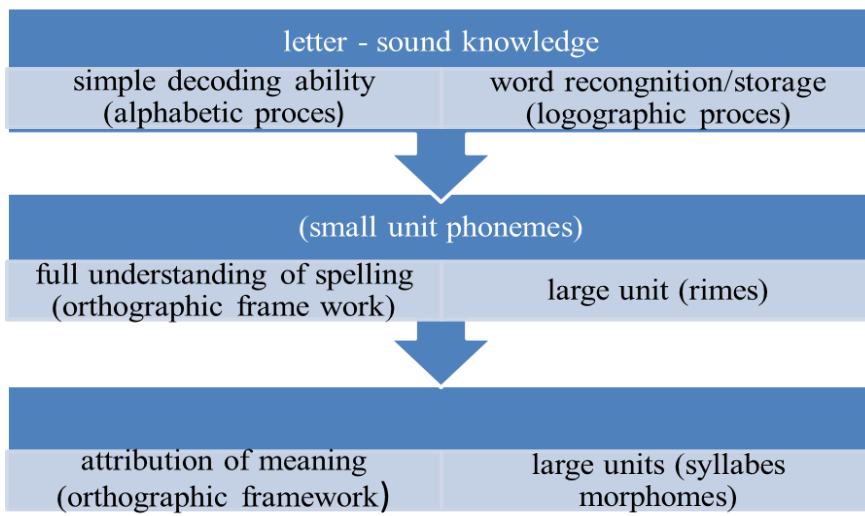 letter - sound knowledge
simple decoding ability
(alphabetic proces)
word recongnition/storage
(logographic proces)
(small unit phonemes)
full understanding of spelling
(orthographic frame work)
large unit (rimes)
attribution of meaning
(orthographic framework)
large units (syllabes
morphomes)